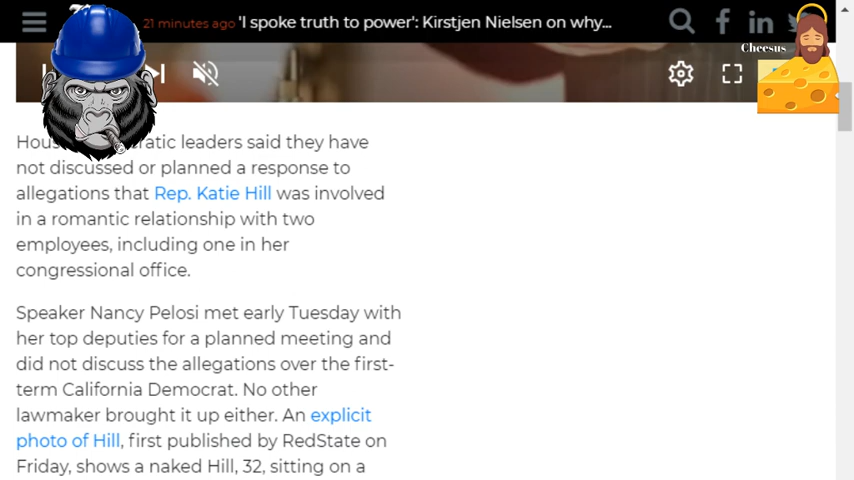 21 minutes ago 'I spoke truth to power': Kirstjen Nielsen on why...
Cheesus
leaders said they have
not discussed or planned a response to
allegations that Rep. Katie Hill was involved
in a romantic relationship with two
employees, including one in her
congressional office.
Speaker Nancy Pelosi met early Tuesday with
her top deputies for a planned meeting and
did not discuss the allegations over the first-
term California Democrat. No other
lawmaker brought it up either. An explicit
photo of Hill, first published by RedState on
Friday, shows a naked Hill, 32, sitting on a